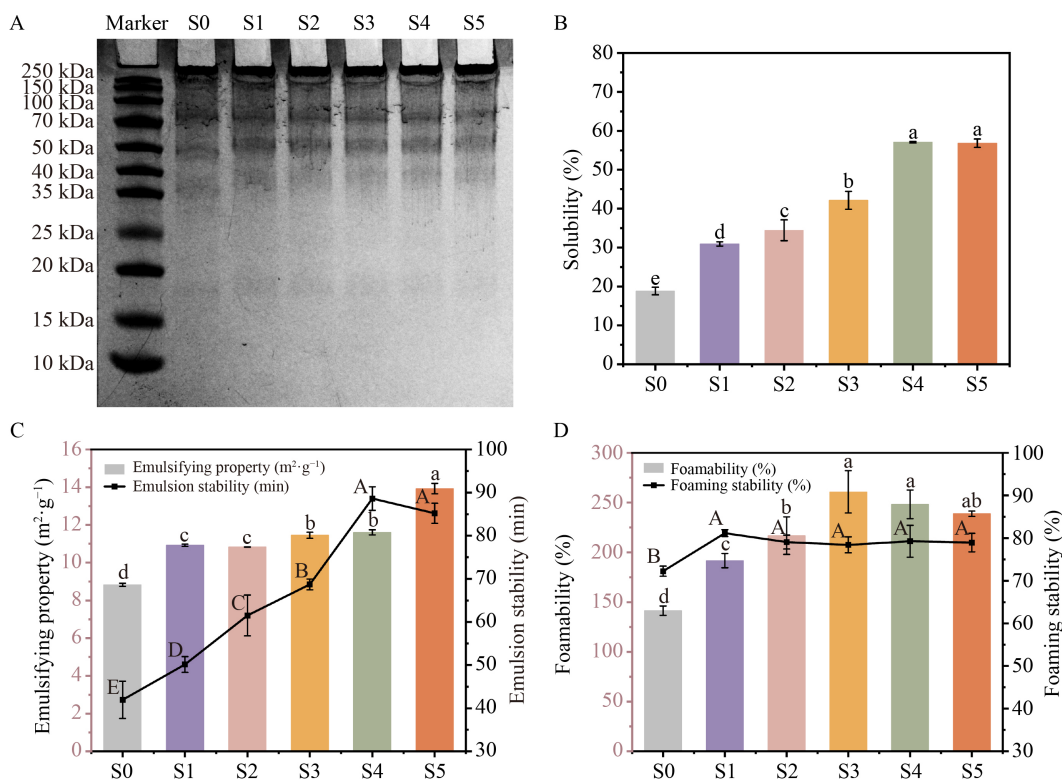 A
Marker S0 S1 S2 S3 S4 S5
250 kDa
150 kDa
100 kDa
70 kDa
50 kDa
40 kDa
35 kDa
25 kDa
20 kDa
15 kDa
10 kDa
B
Solubility (%)
80
70
60
50
40
30
20
10
0
e
d
c
b
a
a
S0 S1 S2 S3 S4 S5
C
Emulsifying property (m²·g⁻¹)
16
14
12
10
8
6
4
2
0
Emulsifying property (m²·g⁻¹)
Emulsion stability (min)
d
c
c
b
b
a
E
D
C
B
A
A
100
90
80
70
60
50
40
30
Emulsion stability (min)
S0 S1 S2 S3 S4 S5
D
Foamability (%)
300
250
200
150
100
50
0
Foamability (%)
Foaming stability (%)
d
c
b
a
a
ab
B
A
A
A
A
A
100
90
80
70
60
50
40
30
Foaming stability (%)
S0 S1 S2 S3 S4 S5